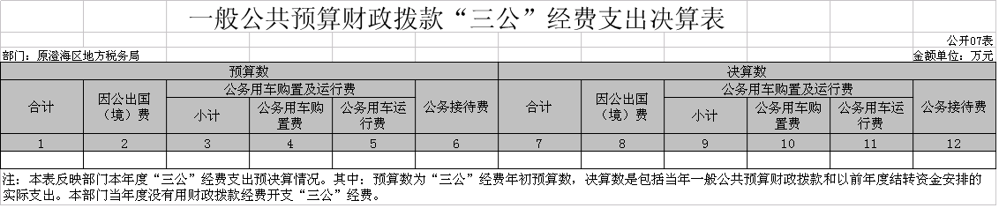 一般公共预算财政拨款“三公”经费支出决算表
公开07表
部门：原澄海区地方税务局 金额单位：万元
预算数 决算数
合计 因公出国（境）费 公务用车购置及运行费 公务接待费 合计 因公出国（境）费 公务用车购置及运行费 公务接待费
小计 公务用车购置费 公务用车运行费 小计 公务用车购置费 公务用车运行费
1 2 3 4 5 6 7 8 9 10 11 12
注：本表反映部门本年度“三公”经费支出预决算情况。其中：预算数为“三公”经费年初预算数，决算数是包括当年一般公共预算财政拨款和以前年度结转资金安排的
实际支出。本部门当年度没有用财政拨款经费开支“三公”经费。